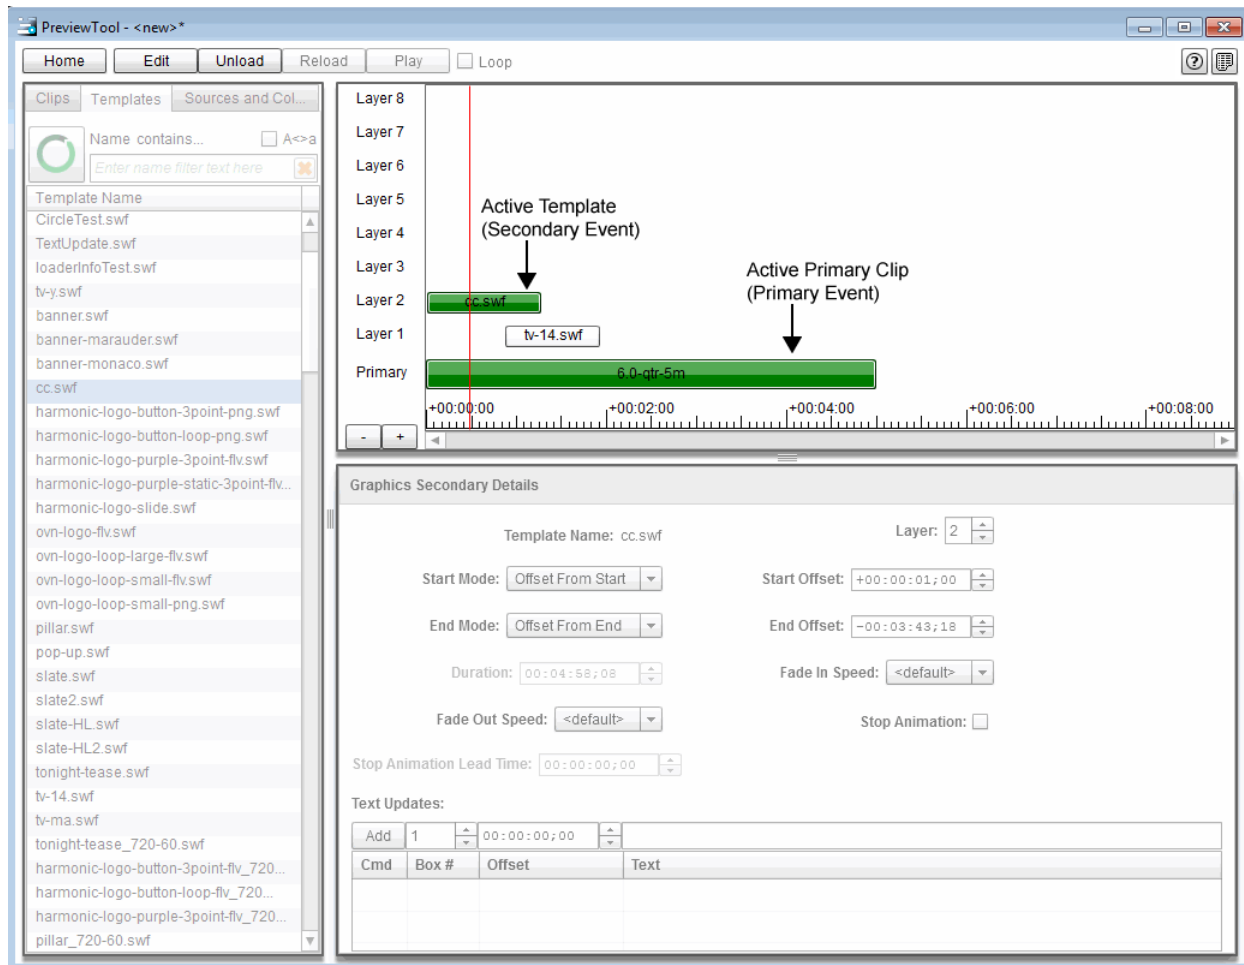 PreviewTool - <new>*
Home Edit Unload Reload Play Loop
Clips Templates Sources and Col...
Name contains... A<>a
Enter name filter text here
Template Name
CircleTest.swf
TextUpdate.swf
loaderInfoTest.swf
tv-y.swf
banner.swf
banner-marauder.swf
banner-monaco.swf
cc.swf
harmonic-logo-button-3point-png.swf
harmonic-logo-button-loop-png.swf
harmonic-logo-purple-3point-flv.swf
harmonic-logo-purple-static-3point-flv...
harmonic-logo-slide.swf
ovn-logo-flv.swf
ovn-logo-loop-large-flv.swf
ovn-logo-loop-small-flv.swf
ovn-logo-loop-small-png.swf
pillar.swf
pop-up.swf
slate.swf
slate2.swf
slate-HL.swf
slate-HL2.swf
tonight-tease.swf
tv-14.swf
tv-ma.swf
tonight-tease_720-60.swf
harmonic-logo-button-3point-flv_720...
harmonic-logo-button-loop-flv_720...
harmonic-logo-purple-3point-flv_720...
pillar_720-60.swf
Layer 8
Layer 7
Layer 6
Layer 5
Active Template
(Secondary Event)
Layer 4
Layer 3
Active Primary Clip
(Primary Event)
Layer 2 cc.swf
Layer 1 tv-14.swf
Primary 6.0-qtr-5m
+00:00:00 +00:02:00 +00:04:00 +00:06:00 +00:08:00
- +
Graphics Secondary Details
Template Name: cc.swf Layer: 2
Start Mode: Offset From Start Start Offset: +00:00:01;00
End Mode: Offset From End End Offset: -00:03:43;18
Duration: 00:04:58;08 Fade In Speed: <default>
Fade Out Speed: <default> Stop Animation:
Stop Animation Lead Time: 00:00:00;00
Text Updates:
Add 1 00:00:00;00
Cmd Box # Offset Text